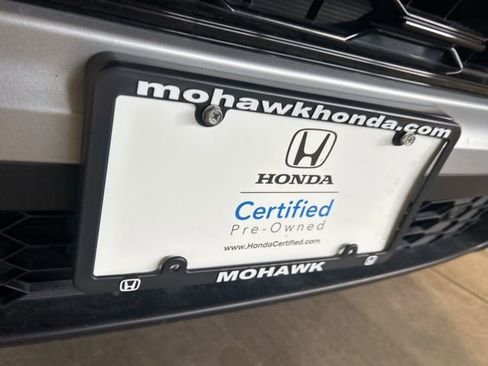 mohawkhonda.com
HONDA
Certified
Pre-Owned
www.HondaCertified.com
MOHAWK